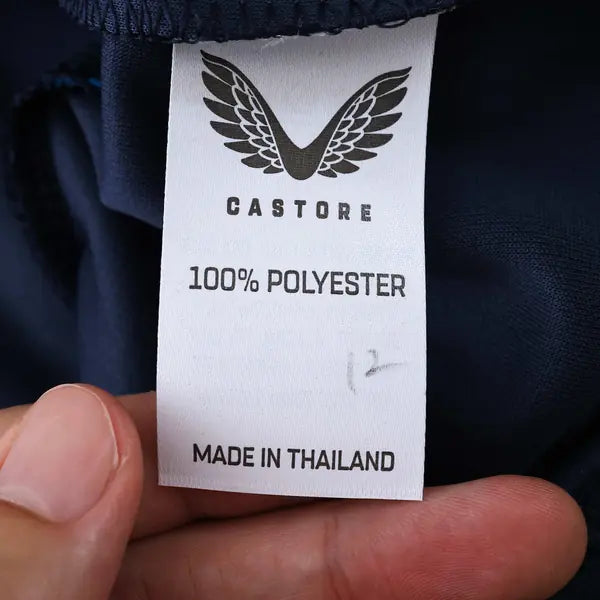 CASTORE
100% POLYESTER
12
MADE IN THAILAND